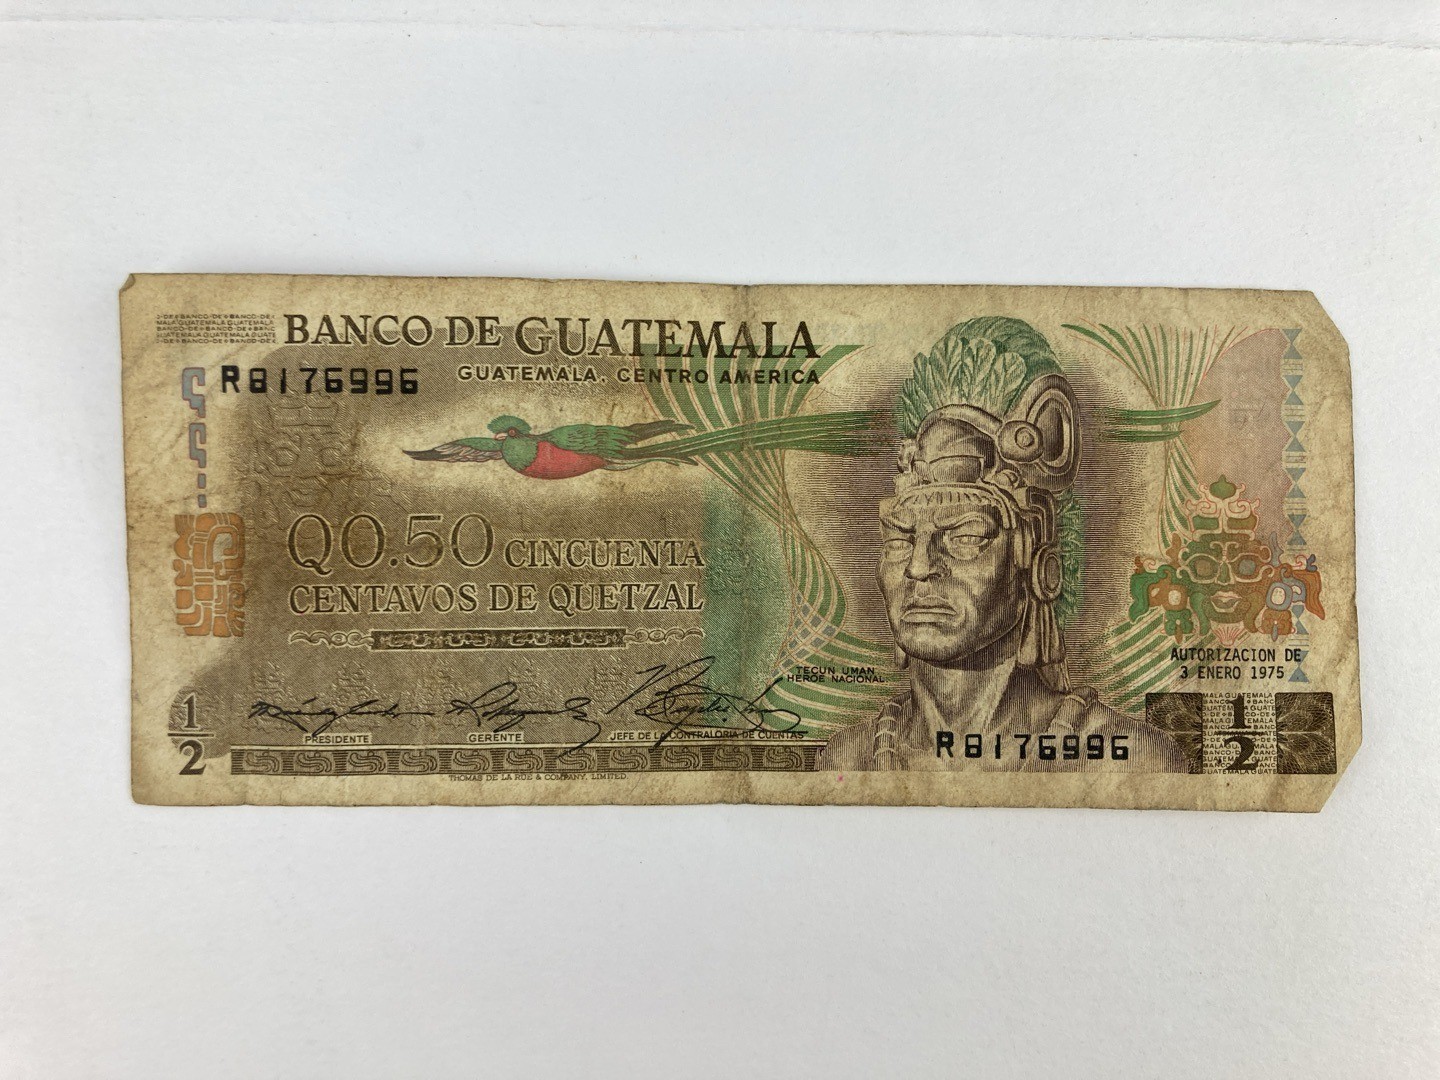 BANCO DE GUATEMALA
GUATEMALA, CENTRO AMERICA
R8176996
Q0.50 CINCUENTA
CENTAVOS DE QUETZAL
TECUN UMAN
HEROE NACIONAL
AUTORIZACION DE
3 ENERO 1975
1/2
PRESIDENTE
GERENTE
JEFE DE LA CONTRALORIA DE CUENTAS
R8176996
1/2
THOMAS DE LA RUE & COMPANY, LIMITED.